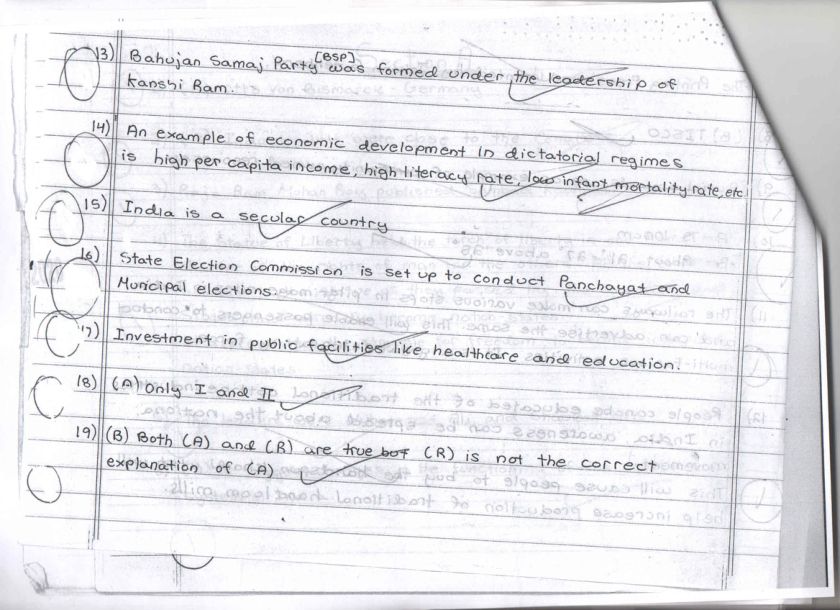 13) Bahujan Samaj Party [BSP] was formed under the leadership of
Kanshi Ram.
14) An example of economic development in dictatorial regimes
is high per capita income, high literacy rate, low infant mortality rate, etc
15) India is a secular country
16) State Election Commission is set up to conduct Panchayat and
Municipal elections.
17) Investment in public facilities like healthcare and education.
18) (A) Only I and II
19) (B) Both (A) and (R) are true but (R) is not the correct
explanation of (A)